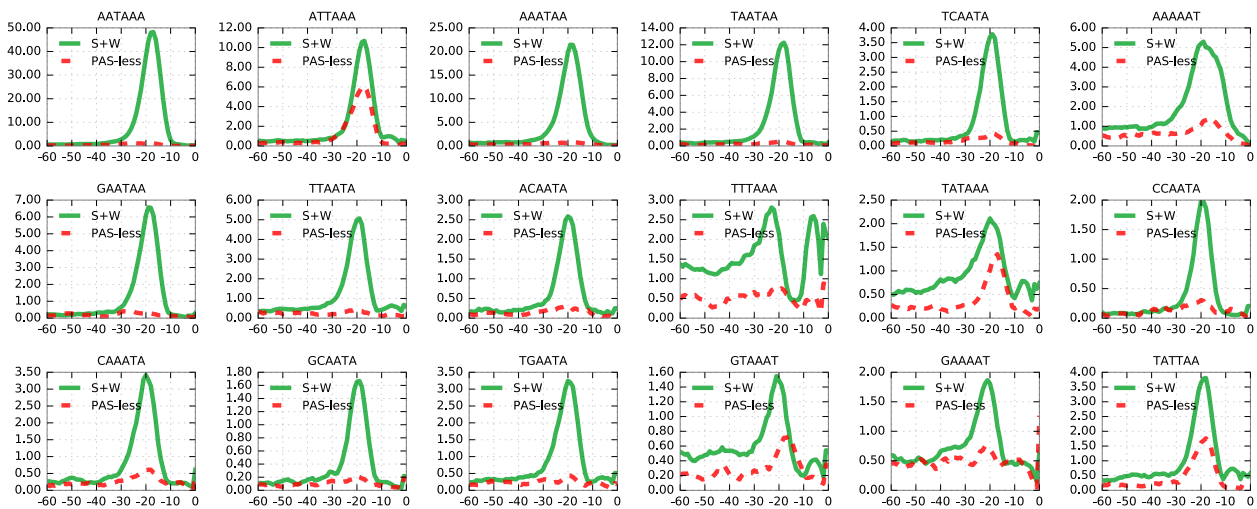 AATAAA ATTAAA AAATAA TAATAA TCAATA AAAAAT
50.00 12.00 25.00 14.00 4.00 6.00
S+W S+W S+W S+W S+W S+W
PAS-less PAS-less PAS-less PAS-less PAS-less PAS-less
40.00 10.00 20.00 12.00 3.50 5.00
30.00 8.00 15.00 10.00 3.00 4.00
20.00 6.00 10.00 8.00 2.50 3.00
10.00 4.00 5.00 6.00 2.00 2.00
0.00 2.00 0.00 4.00 1.50 1.00
0.00 2.00 1.00 0.00
0.00 0.50
0.00
-60 -50 -40 -30 -20 -10 0 -60 -50 -40 -30 -20 -10 0 -60 -50 -40 -30 -20 -10 0 -60 -50 -40 -30 -20 -10 0 -60 -50 -40 -30 -20 -10 0 -60 -50 -40 -30 -20 -10 0
GAATAA TTAATA ACAATA TTTAAA TATAAA CCAATA
7.00 6.00 3.00 3.00 2.50 2.00
S+W S+W S+W S+W S+W S+W
PAS-less PAS-less PAS-less PAS-less PAS-less PAS-less
6.00 5.00 2.50 2.50 2.00 1.50
5.00 4.00 2.00 2.00 1.50 1.00
4.00 3.00 1.50 1.50 1.00 0.50
3.00 2.00 1.00 1.00 0.50 0.00
2.00 1.00 0.50 0.50 0.00
1.00 0.00 0.00 0.00
0.00
-60 -50 -40 -30 -20 -10 0 -60 -50 -40 -30 -20 -10 0 -60 -50 -40 -30 -20 -10 0 -60 -50 -40 -30 -20 -10 0 -60 -50 -40 -30 -20 -10 0 -60 -50 -40 -30 -20 -10 0
CAAATA GCAATA TGAATA GTAAAT GAAAAT TATTAA
3.50 1.80 3.50 1.60 2.00 4.00
S+W S+W S+W S+W S+W S+W
PAS-less PAS-less PAS-less PAS-less PAS-less PAS-less
3.00 1.60 3.00 1.40 1.50 3.50
2.50 1.40 2.50 1.20 1.00 3.00
2.00 1.20 2.00 1.00 0.50 2.50
1.50 1.00 1.50 0.80 0.00 2.00
1.00 0.80 1.00 0.60 1.50
0.50 0.60 0.50 0.40 1.00
0.00 0.40 0.00 0.20 0.50
0.20 0.00 0.00
0.00
-60 -50 -40 -30 -20 -10 0 -60 -50 -40 -30 -20 -10 0 -60 -50 -40 -30 -20 -10 0 -60 -50 -40 -30 -20 -10 0 -60 -50 -40 -30 -20 -10 0 -60 -50 -40 -30 -20 -10 0